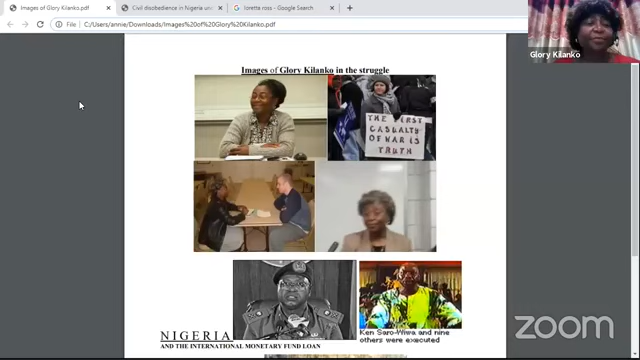 Images of Glory Kilanko.pdf
Civil disobedience in Nigeria und
loretta ross - Google Search
File
C:/Users/annie/Downloads/Images%20of%20Glory%20Kilanko.pdf
Glory Kilanko
Images of Glory Kilanko in the struggle
THE FIRST
CASUALTY
OF WAR IS
TRUTH
NIGERIA
AND THE INTERNATIONAL MONETARY FUND LOAN
Ken Saro-Wiwa and nine
others were executed
zoom